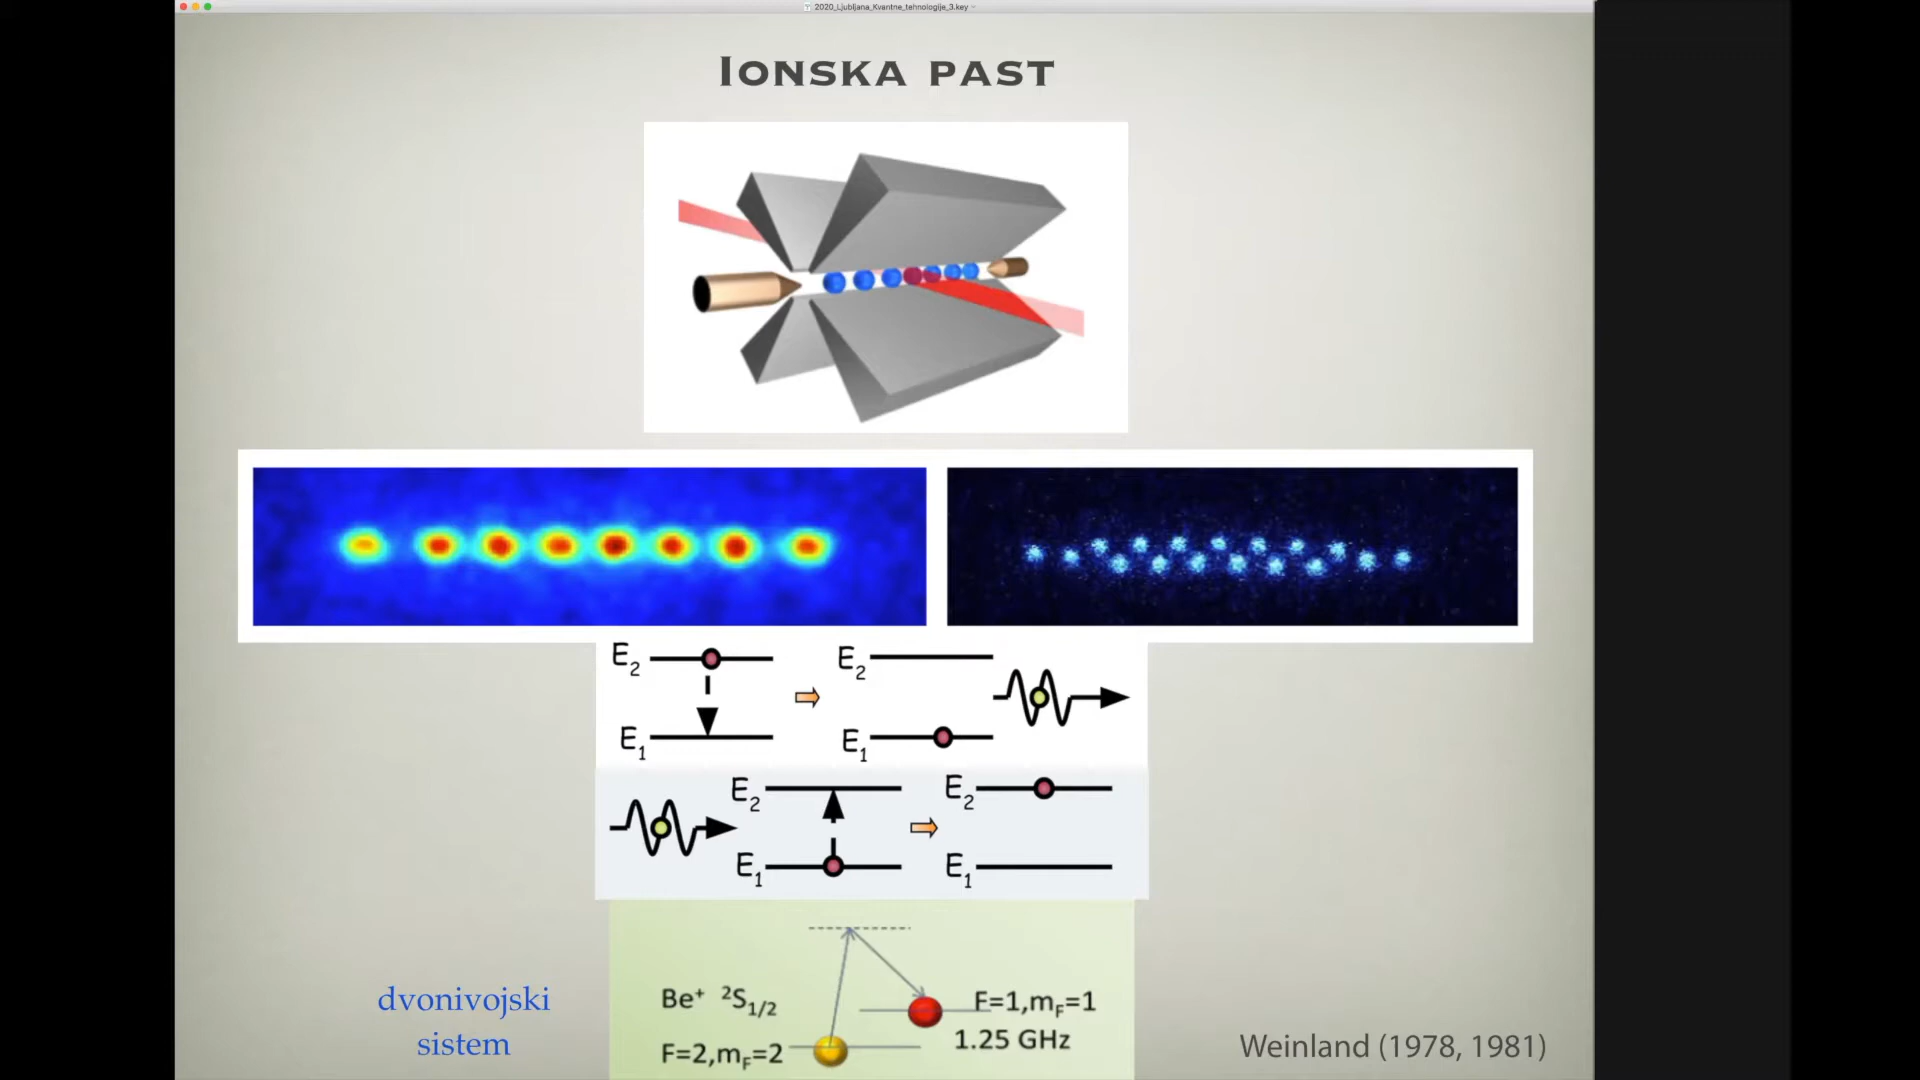 2020_Ljubljana_Kvantne_tehnologije_3.key
IONSKA PAST
E2
E1
E2
E1
E2
E1
E2
E1
Be+ 2S1/2
F=2,mF=2
F=1,mF=1
1.25 GHz
dvonivojski
sistem
Weinland (1978, 1981)